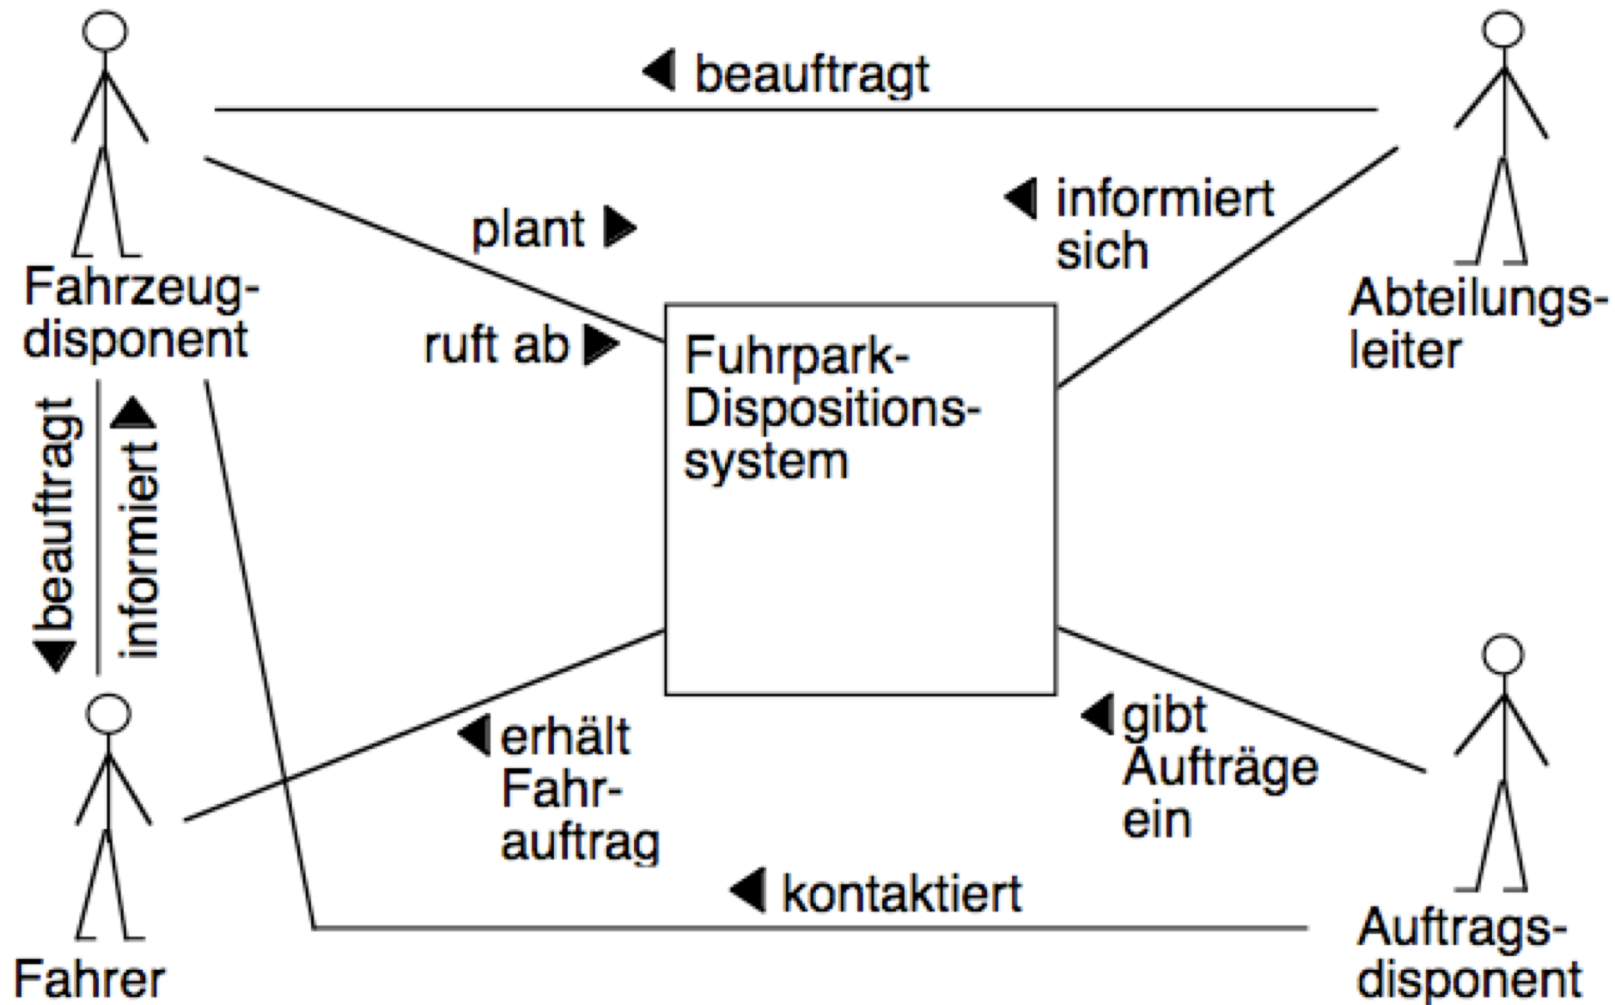 beauftragt
plant
informiert
sich
Fahrzeug-
disponent
Abteilungs-
leiter
ruft ab
Fuhrpark-
Dispositions-
system
beauftragt
informiert
erhält
Fahr-
auftrag
gibt
Aufträge
ein
kontaktiert
Fahrer
Auftrags-
disponent